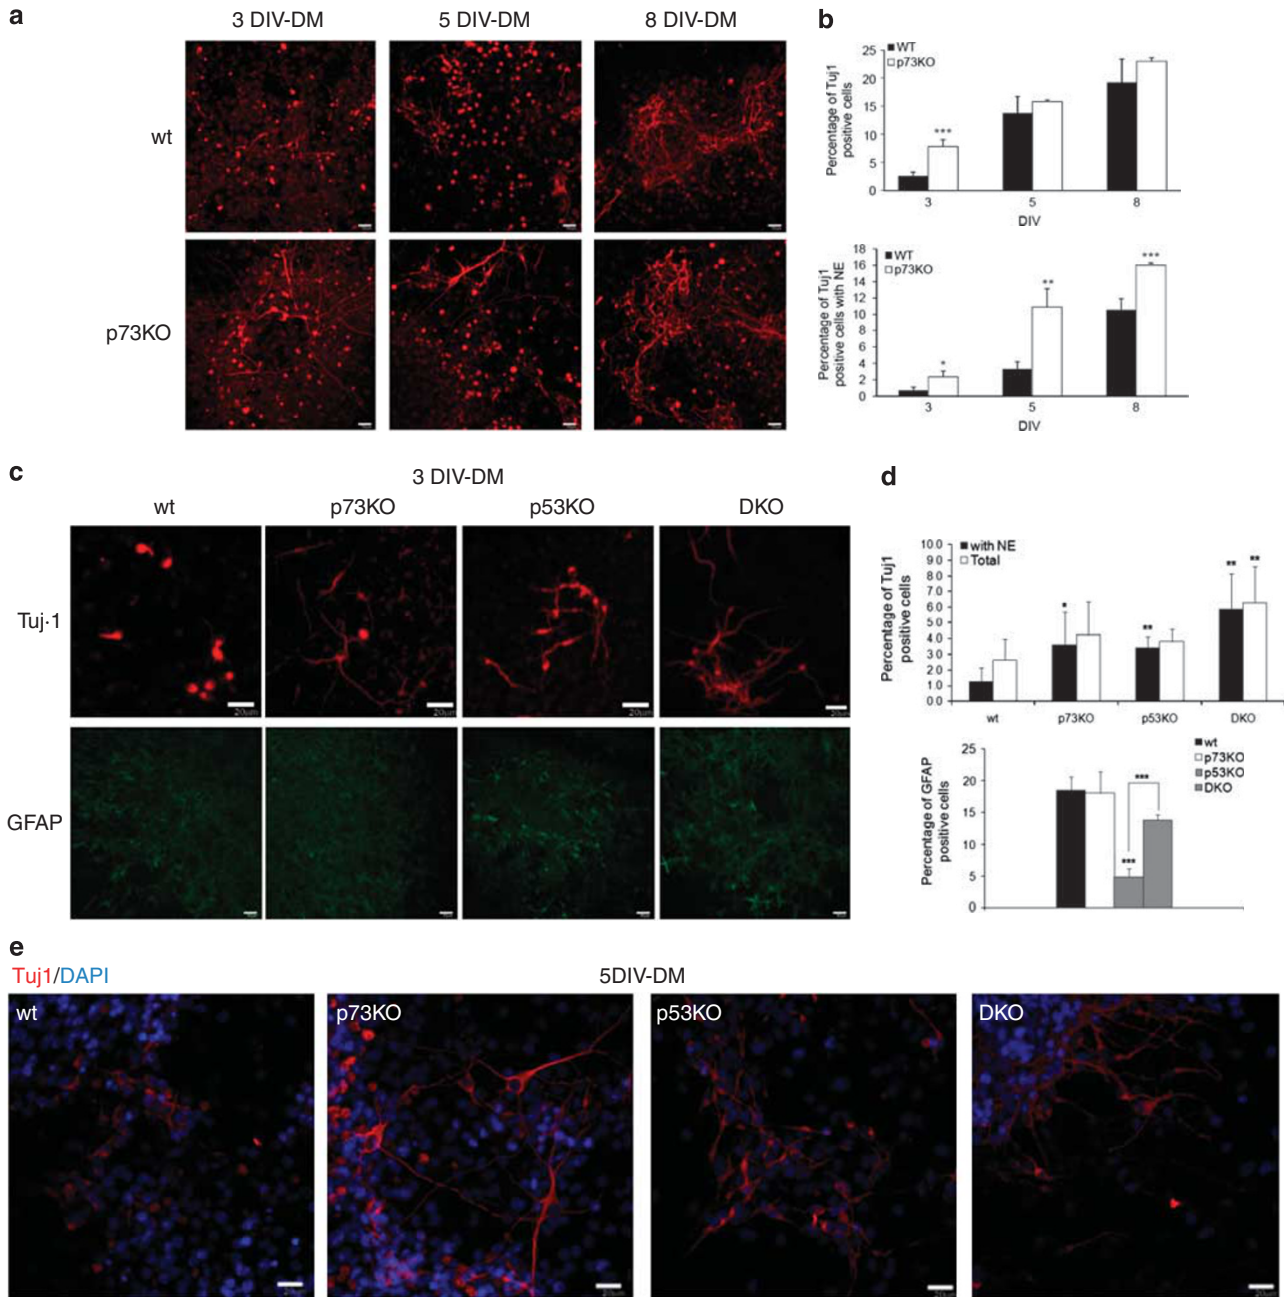 a
3 DIV-DM
5 DIV-DM
8 DIV-DM
wt
p73KO
b
Percentage of Tuj1
positive cells
25
20
15
10
5
0
WT
p73KO
***
3
5
8
DIV
Percentage of Tuj1
positive cells with NE
18
16
14
12
10
8
6
4
2
0
WT
p73KO
*
**
***
3
5
8
DIV
c
3 DIV-DM
wt
p73KO
p53KO
DKO
Tuj·1
20µm
20µm
20µm
20µm
GFAP
d
Percentage of Tuj1
positive cells
10.0
9.0
8.0
7.0
6.0
5.0
4.0
3.0
2.0
1.0
0.0
with NE
Total
*
**
**
**
wt
p73KO
p53KO
DKO
Percentage of GFAP
positive cells
25
20
15
10
5
0
wt
p73KO
p53KO
DKO
***
***
e
Tuj1/DAPI
5DIV-DM
wt
p73KO
p53KO
DKO